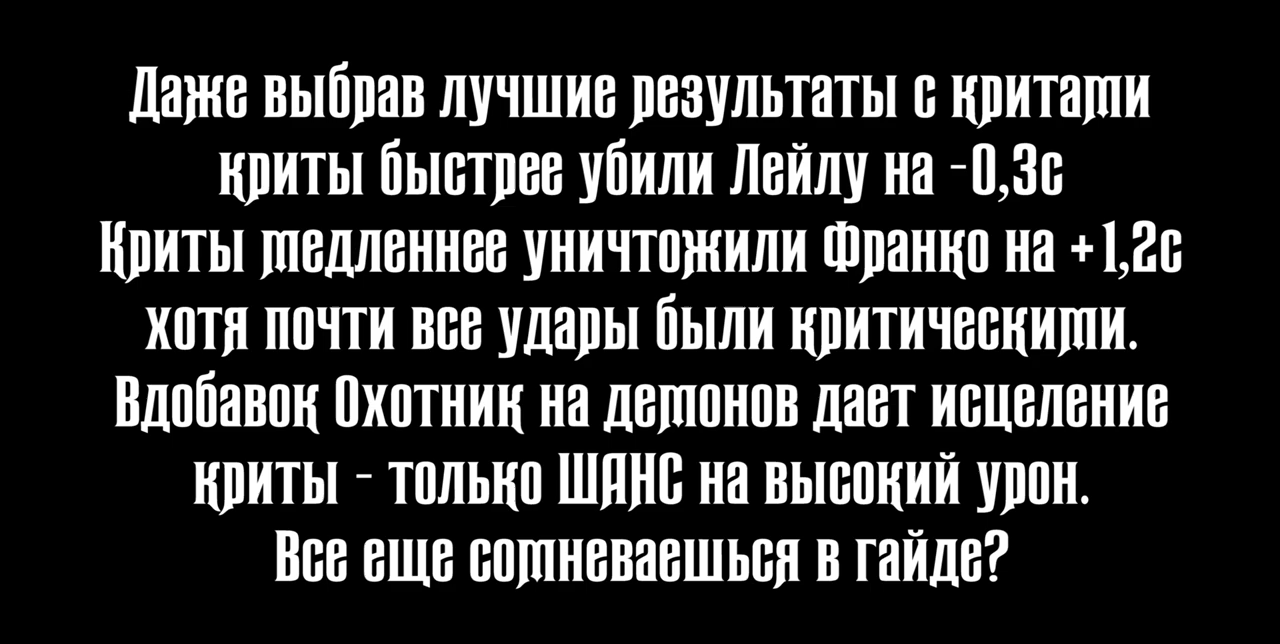 Даже выбрав лучшие результаты с критами
криты быстрее убили Лейлу на -0,3с
Криты медленнее уничтожили Франко на +1,2с
хотя почти все удары были критическими.
Вдобавок Охотник на демонов дает исцеление
криты - только ШАНС на высокий урон.
Все еще сомневаешься в гайде?